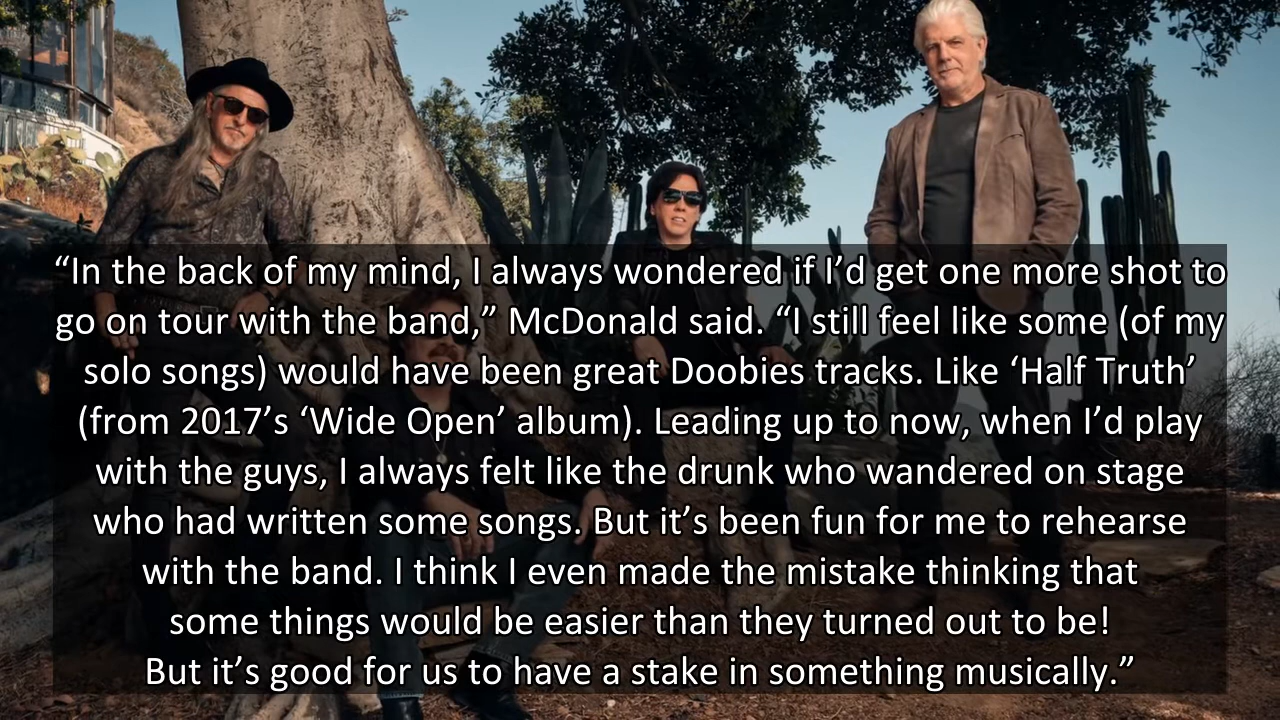 “In the back of my mind, I always wondered if I’d get one more shot to
go on tour with the band,” McDonald said. “I still feel like some (of my
solo songs) would have been great Doobies tracks. Like ‘Half Truth’
(from 2017’s ‘Wide Open’ album). Leading up to now, when I’d play
with the guys, I always felt like the drunk who wandered on stage
who had written some songs. But it’s been fun for me to rehearse
with the band. I think I even made the mistake thinking that
some things would be easier than they turned out to be!
But it’s good for us to have a stake in something musically.”